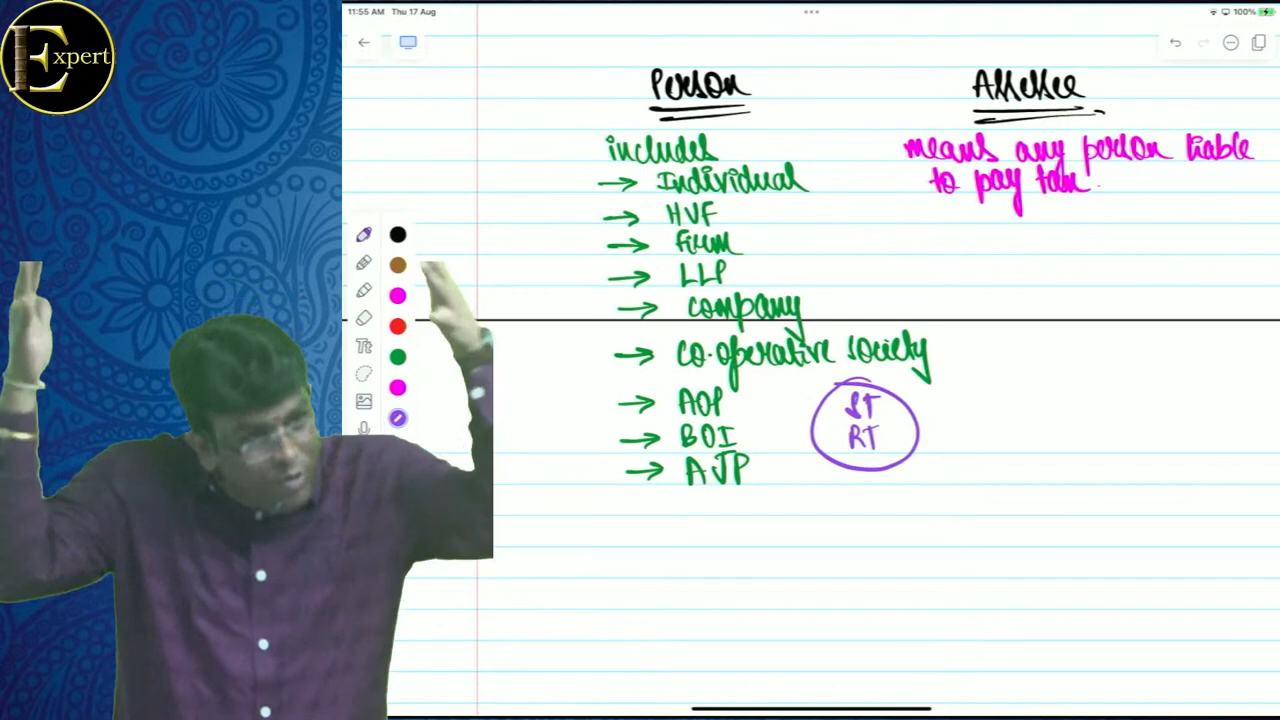 Expert
11:55 AM Thu 17 Aug
100%
Person
Assessee
includes
means any person liable
to pay tax.
→ Individual
→ HUF
→ Firm
→ LLP
→ company
→ co-operative society
→ AOP
→ BOI
→ AJP
ST
RT
Tt